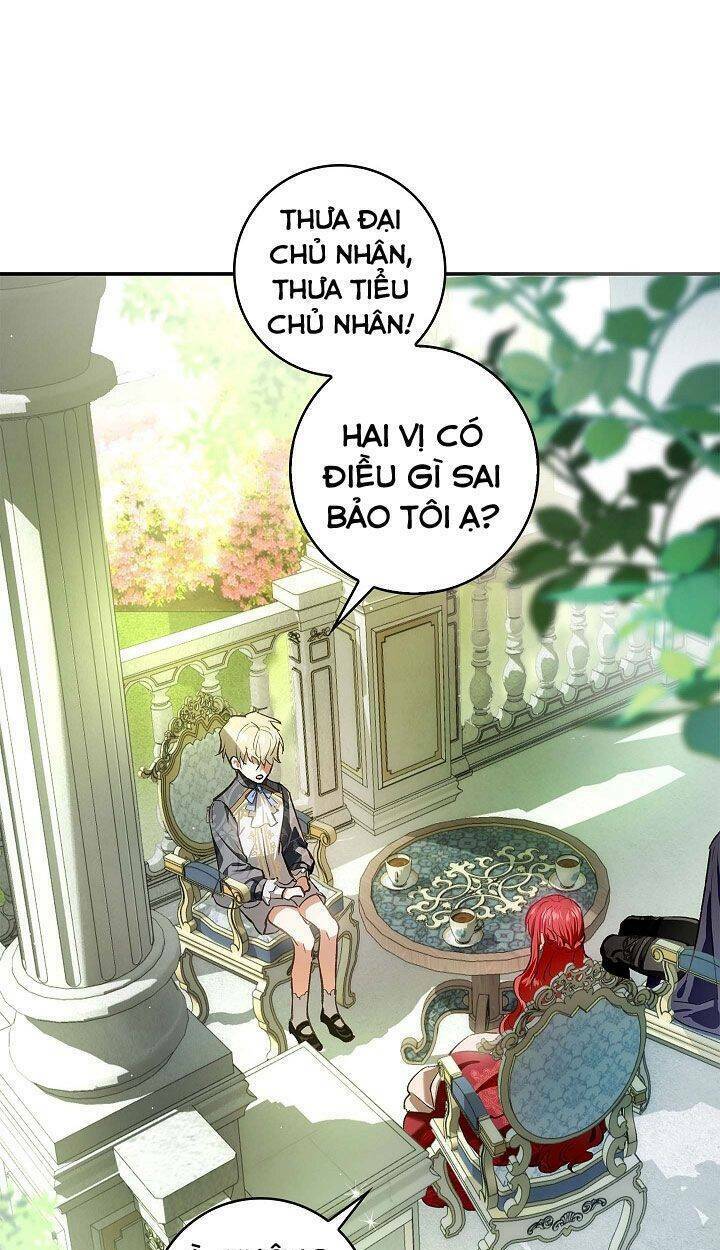 THƯA ĐẠI
CHỦ NHÂN,
THƯA TIỂU
CHỦ NHÂN!
HAI VỊ CÓ
ĐIỀU GÌ SAI
BẢO TÔI Ạ?